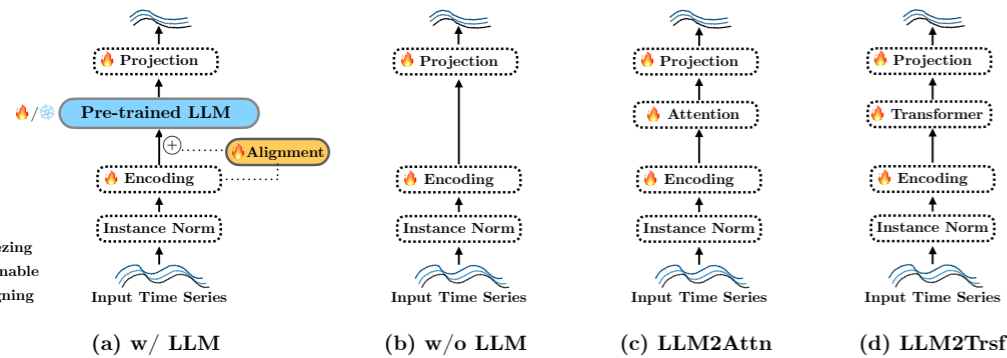 Projection
Pre-trained LLM
/
+
Alignment
Encoding
Instance Norm
Input Time Series
(a) w/ LLM
Projection
Encoding
Instance Norm
Input Time Series
(b) w/o LLM
Projection
Attention
Encoding
Instance Norm
Input Time Series
(c) LLM2Attn
Projection
Transformer
Encoding
Instance Norm
Input Time Series
(d) LLM2Trsf